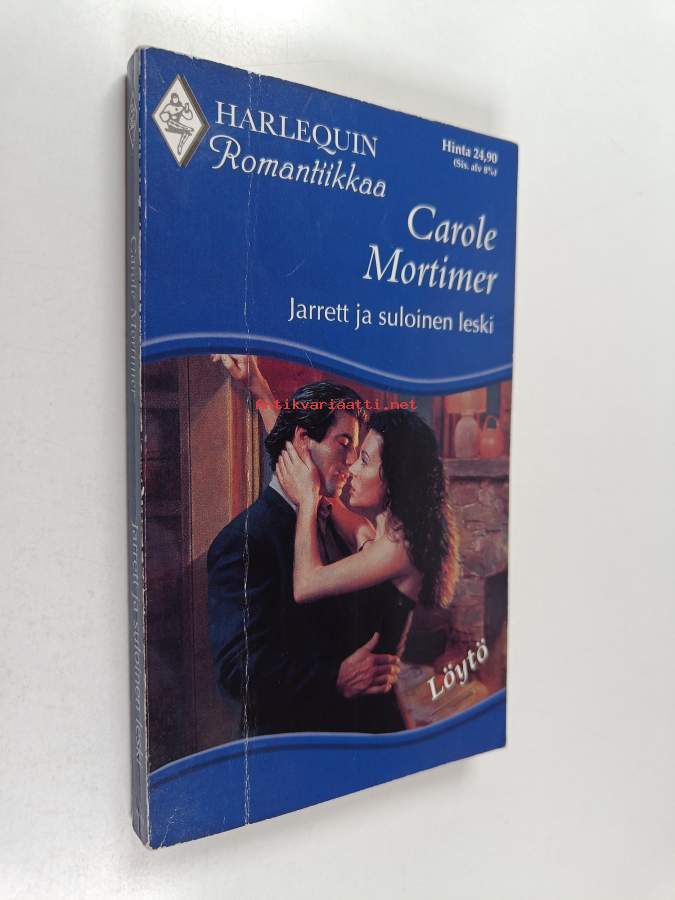 HARLEQUIN
Romantiikkaa
Hinta 24,90
(Sis. alv 8%)
Carole
Mortimer
Jarrett ja suloinen leski
antikvariaatti.net
Löytö
Carole Mortimer
Jarrett ja suloinen leski